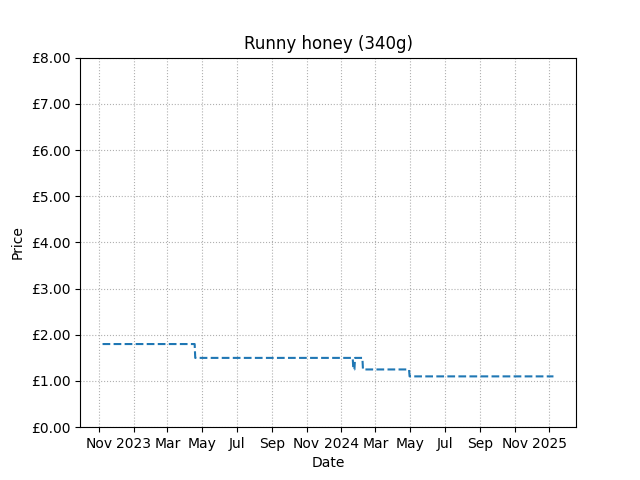 Runny honey (340g)
£8.00
£7.00
£6.00
£5.00
£4.00
£3.00
£2.00
£1.00
£0.00
Price
Nov 2023 Mar May Jul Sep Nov 2024 Mar May Jul Sep Nov 2025
Date